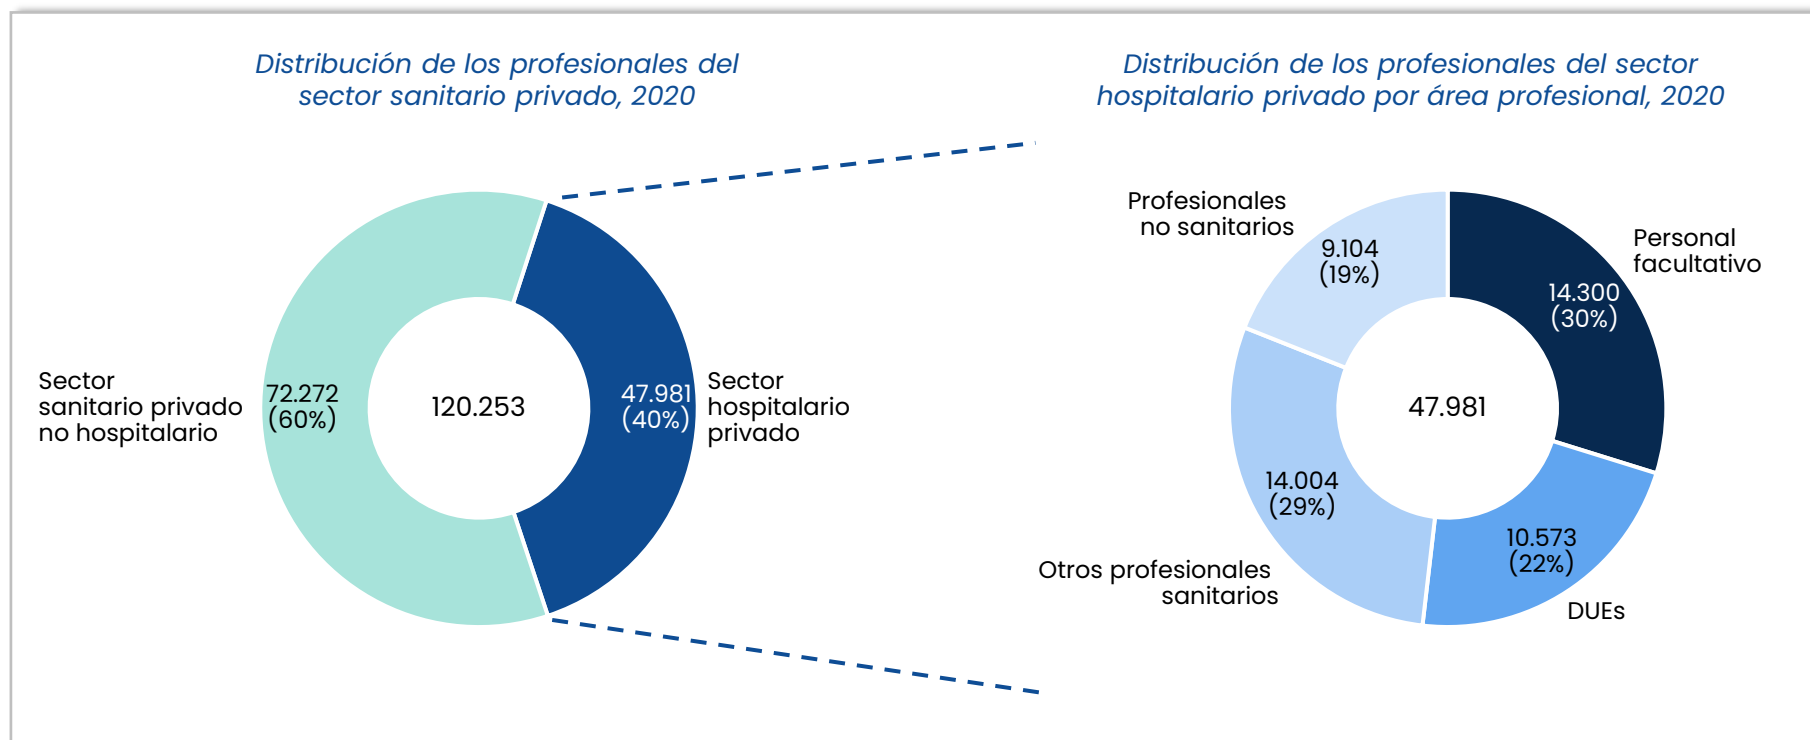 Distribución de los profesionales del
sector sanitario privado, 2020
Sector
sanitario privado
no hospitalario
72.272
(60%)
120.253
47.981
(40%)
Sector
hospitalario
privado
Distribución de los profesionales del sector
hospitalario privado por área profesional, 2020
Profesionales
no sanitarios
9.104
(19%)
Personal
facultativo
14.300
(30%)
47.981
14.004
(29%)
Otros profesionales
sanitarios
10.573
(22%)
DUEs